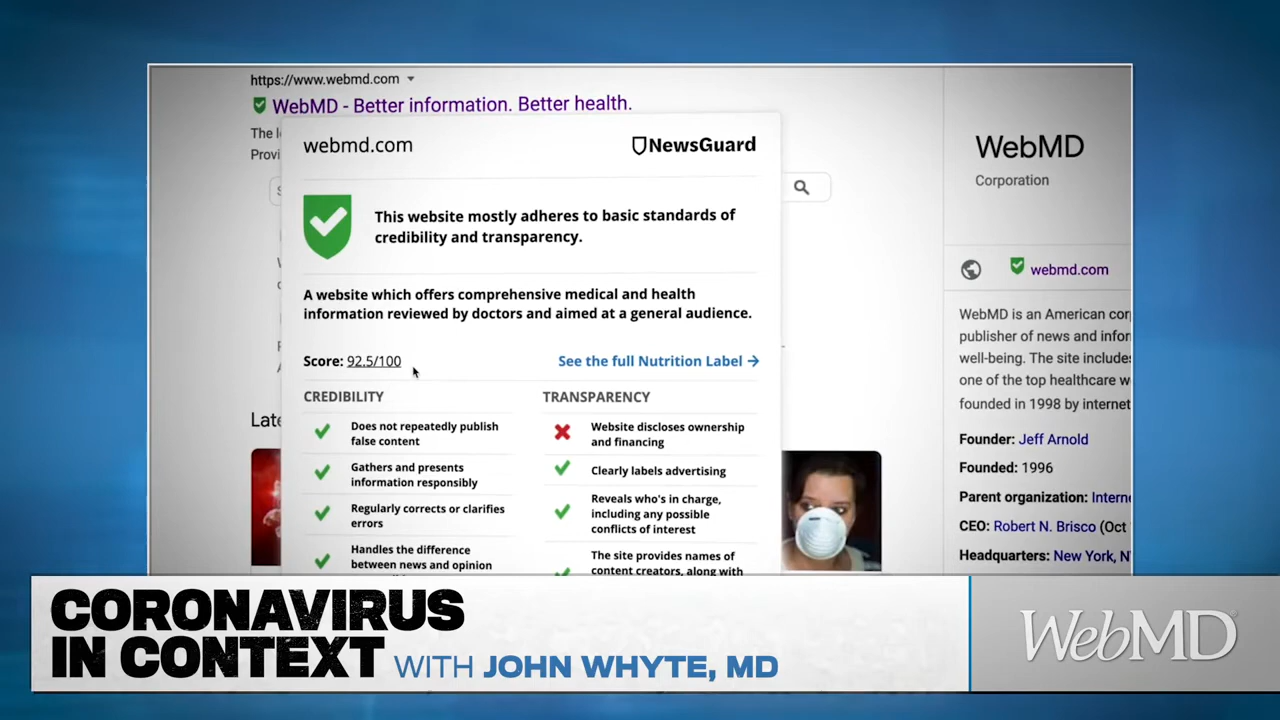 https://www.webmd.com
WebMD - Better information. Better health.
The l
Provi
webmd.com
NewsGuard
This website mostly adheres to basic standards of
credibility and transparency.
A website which offers comprehensive medical and health
information reviewed by doctors and aimed at a general audience.
Score: 92.5/100
See the full Nutrition Label →
CREDIBILITY
Does not repeatedly publish
false content
Gathers and presents
information responsibly
Regularly corrects or clarifies
errors
Handles the difference
between news and opinion
TRANSPARENCY
Website discloses ownership
and financing
Clearly labels advertising
Reveals who's in charge,
including any possible
conflicts of interest
The site provides names of
content creators, along with
Late
WebMD
Corporation
webmd.com
WebMD is an American cor
publisher of news and infor
well-being. The site includes
one of the top healthcare w
founded in 1998 by internet
Founder: Jeff Arnold
Founded: 1996
Parent organization: Interne
CEO: Robert N. Brisco (Oct
Headquarters: New York, N
CORONAVIRUS
IN CONTEXT WITH JOHN WHYTE, MD
WebMD